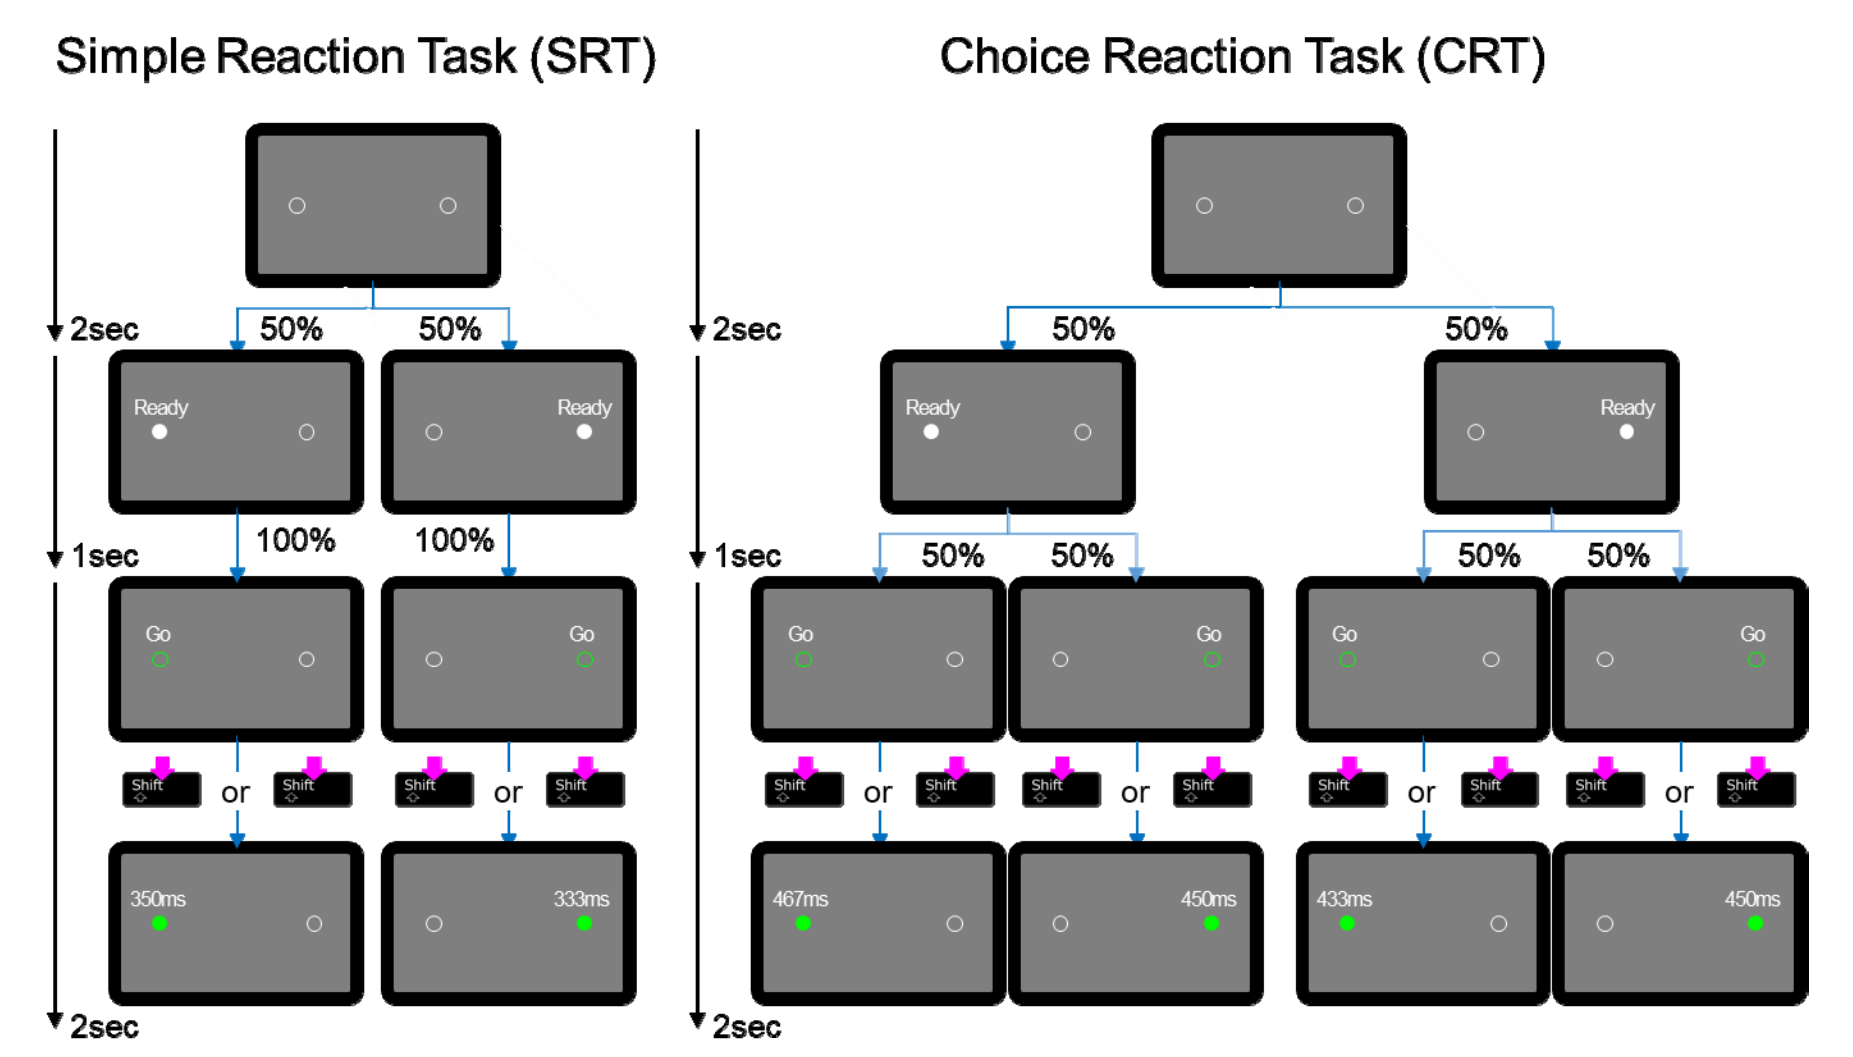 Simple Reaction Task (SRT)
Choice Reaction Task (CRT)
2sec 50% 50% 2sec 50% 50%
Ready Ready Ready Ready
1sec 100% 100% 1sec 50% 50% 50% 50%
Go Go Go Go Go Go
Shift or Shift Shift or Shift Shift or Shift Shift or Shift Shift or Shift Shift or Shift
350ms 333ms 467ms 450ms 433ms 450ms
2sec 2sec